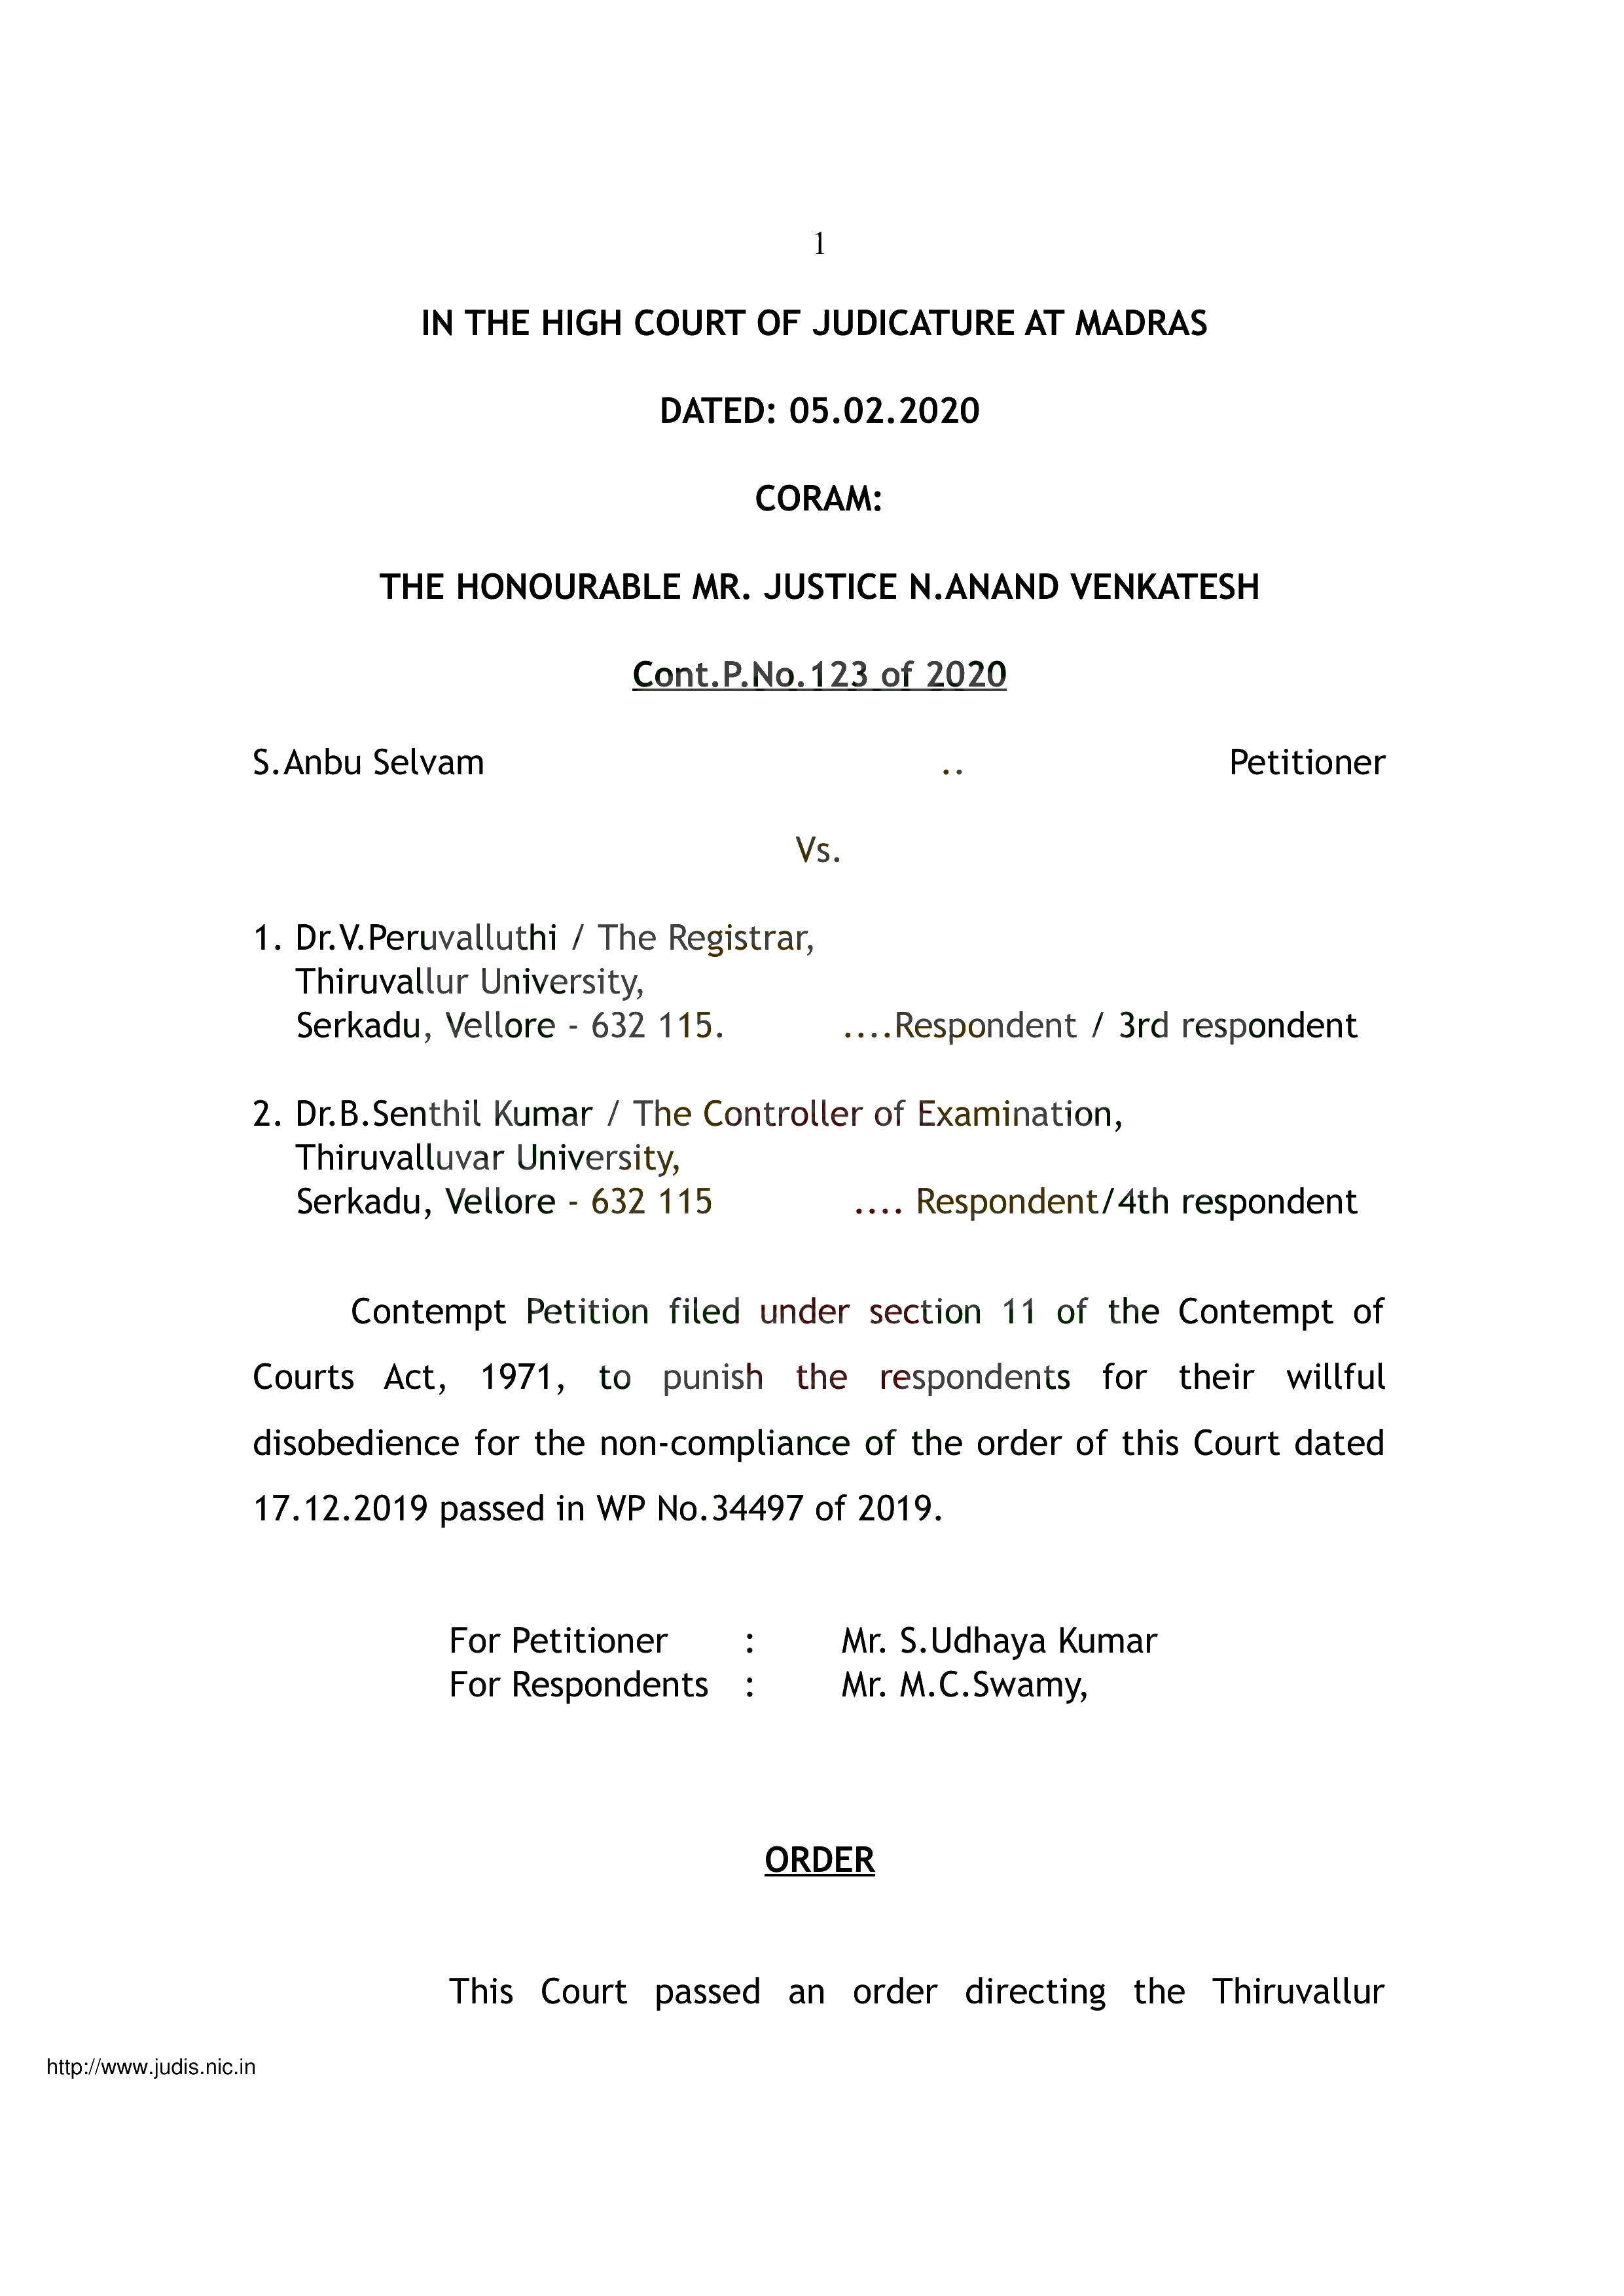 1
IN THE HIGH COURT OF JUDICATURE AT MADRAS
DATED: 05.02.2020
CORAM:
THE HONOURABLE MR. JUSTICE N.ANAND VENKATESH
Cont.P.No.123 of 2020
S.Anbu Selvam .. Petitioner
Vs.
1. Dr.V.Peruvalluthi / The Registrar,
Thiruvallur University,
Serkadu, Vellore - 632 115. ....Respondent / 3rd respondent
2. Dr.B.Senthil Kumar / The Controller of Examination,
Thiruvalluvar University,
Serkadu, Vellore - 632 115 .... Respondent/4th respondent
Contempt Petition filed under section 11 of the Contempt of
Courts Act, 1971, to punish the respondents for their willful
disobedience for the non-compliance of the order of this Court dated
17.12.2019 passed in WP No.34497 of 2019.
For Petitioner : Mr. S.Udhaya Kumar
For Respondents : Mr. M.C.Swamy,
ORDER
This Court passed an order directing the Thiruvallur
http://www.judis.nic.in